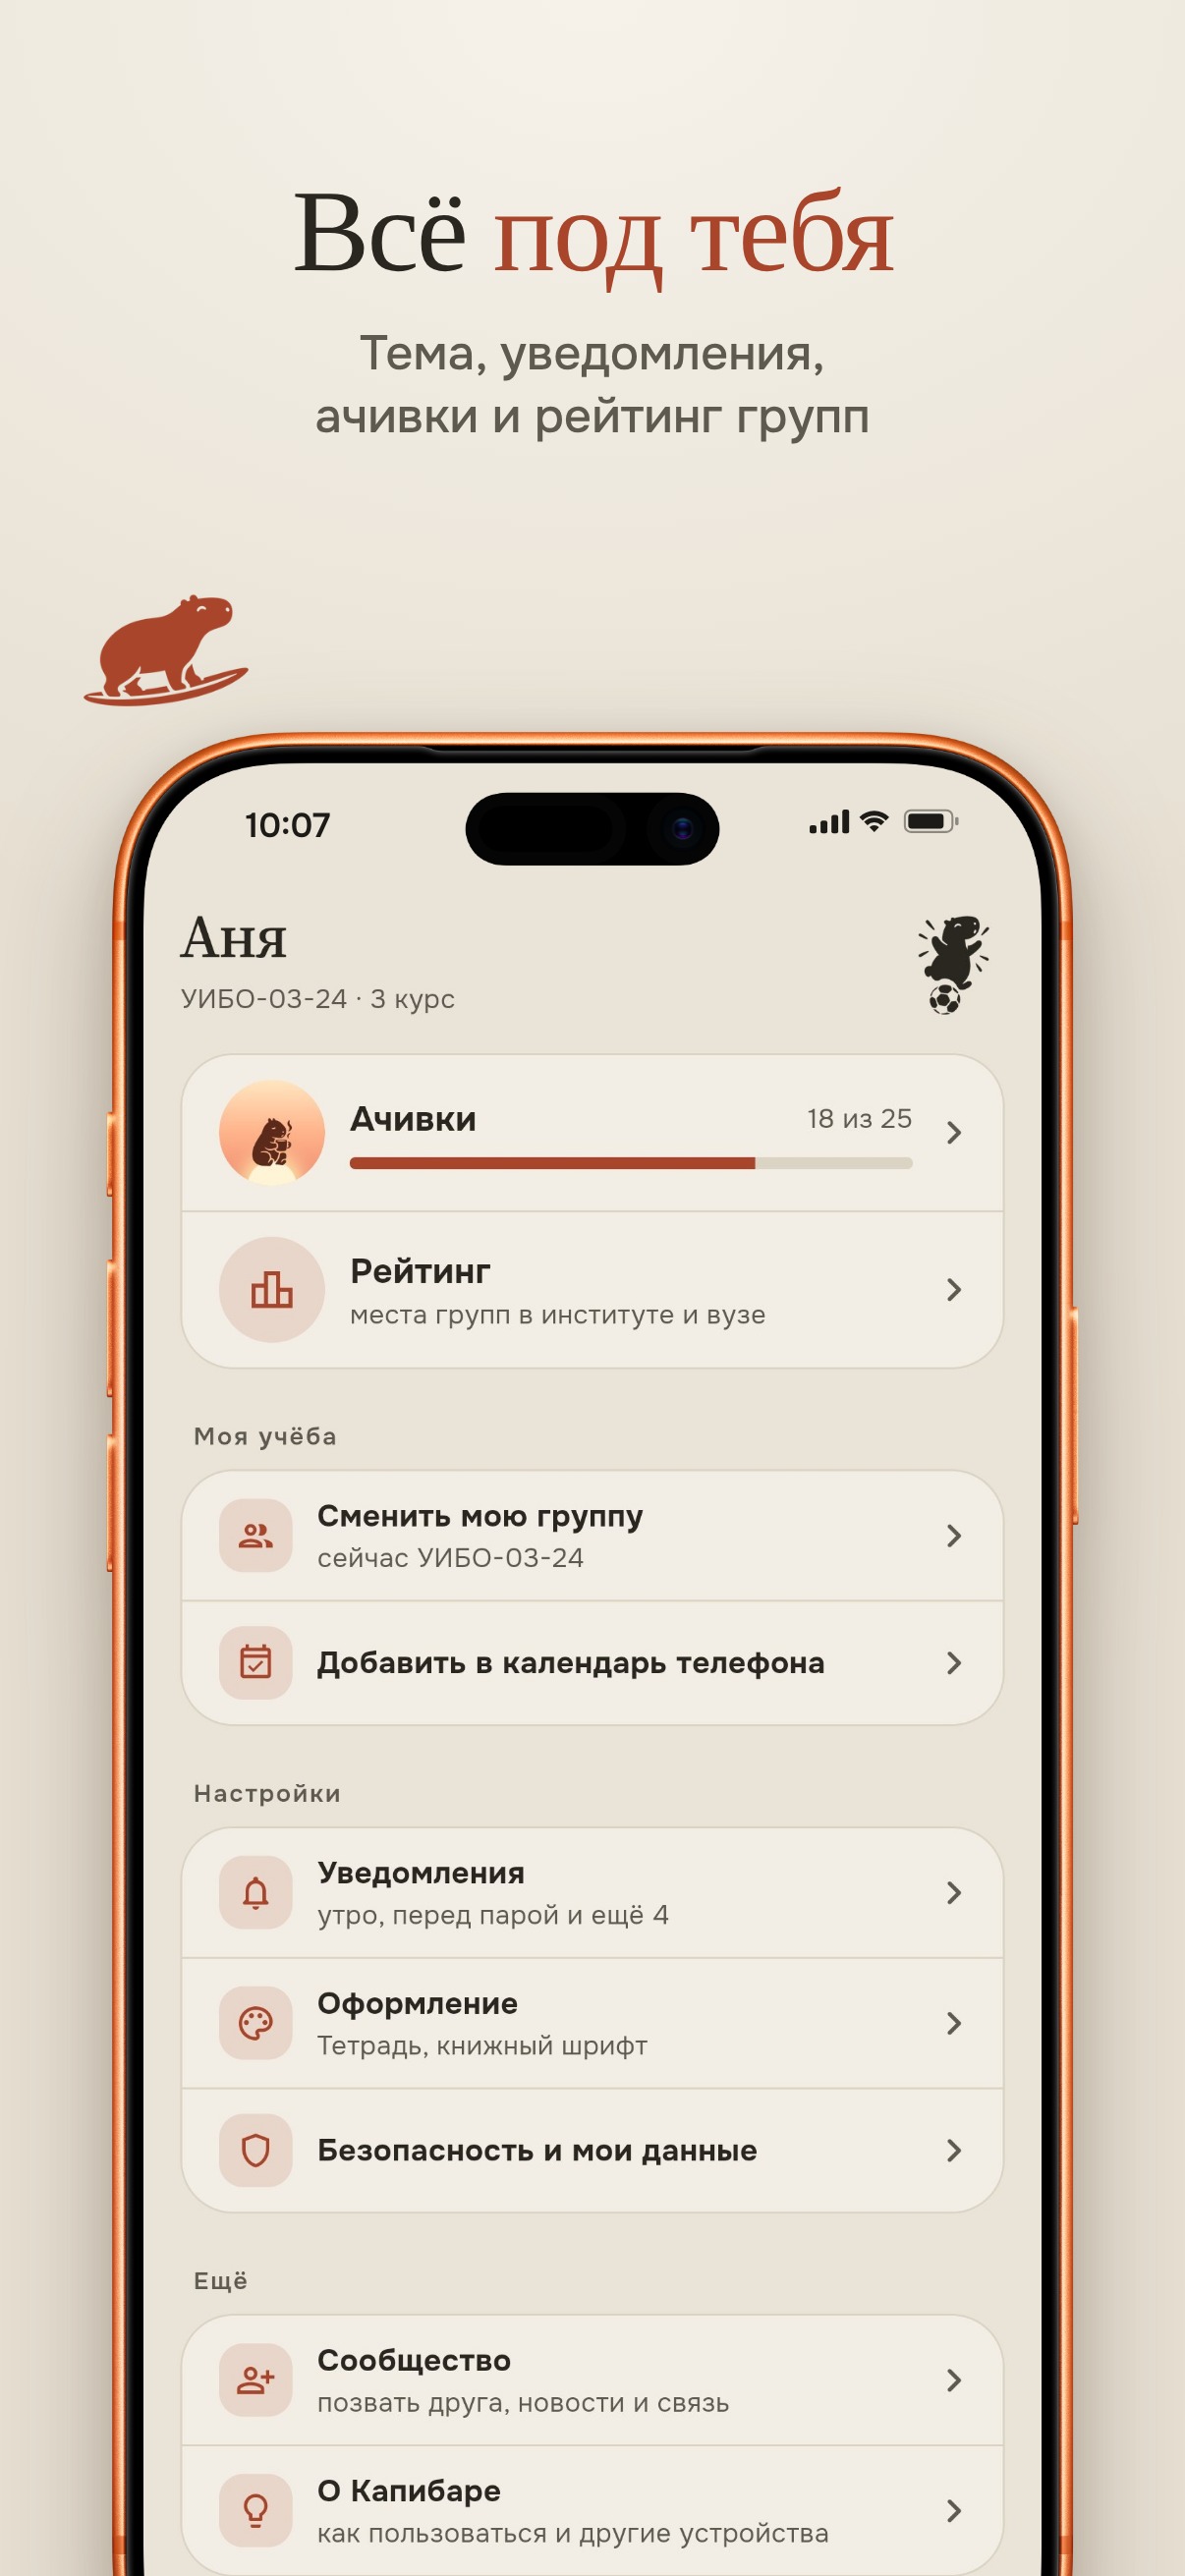 Всё под тебя
Тема, уведомления,
ачивки и рейтинг групп
10:07
Аня
УИБО-03-24 · 3 курс
Ачивки
18 из 25
Рейтинг
места групп в институте и вузе
Моя учёба
Сменить мою группу
сейчас УИБО-03-24
Добавить в календарь телефона
Настройки
Уведомления
утро, перед парой и ещё 4
Оформление
Тетрадь, книжный шрифт
Безопасность и мои данные
Ещё
Сообщество
позвать друга, новости и связь
О Капибаре
как пользоваться и другие устройства